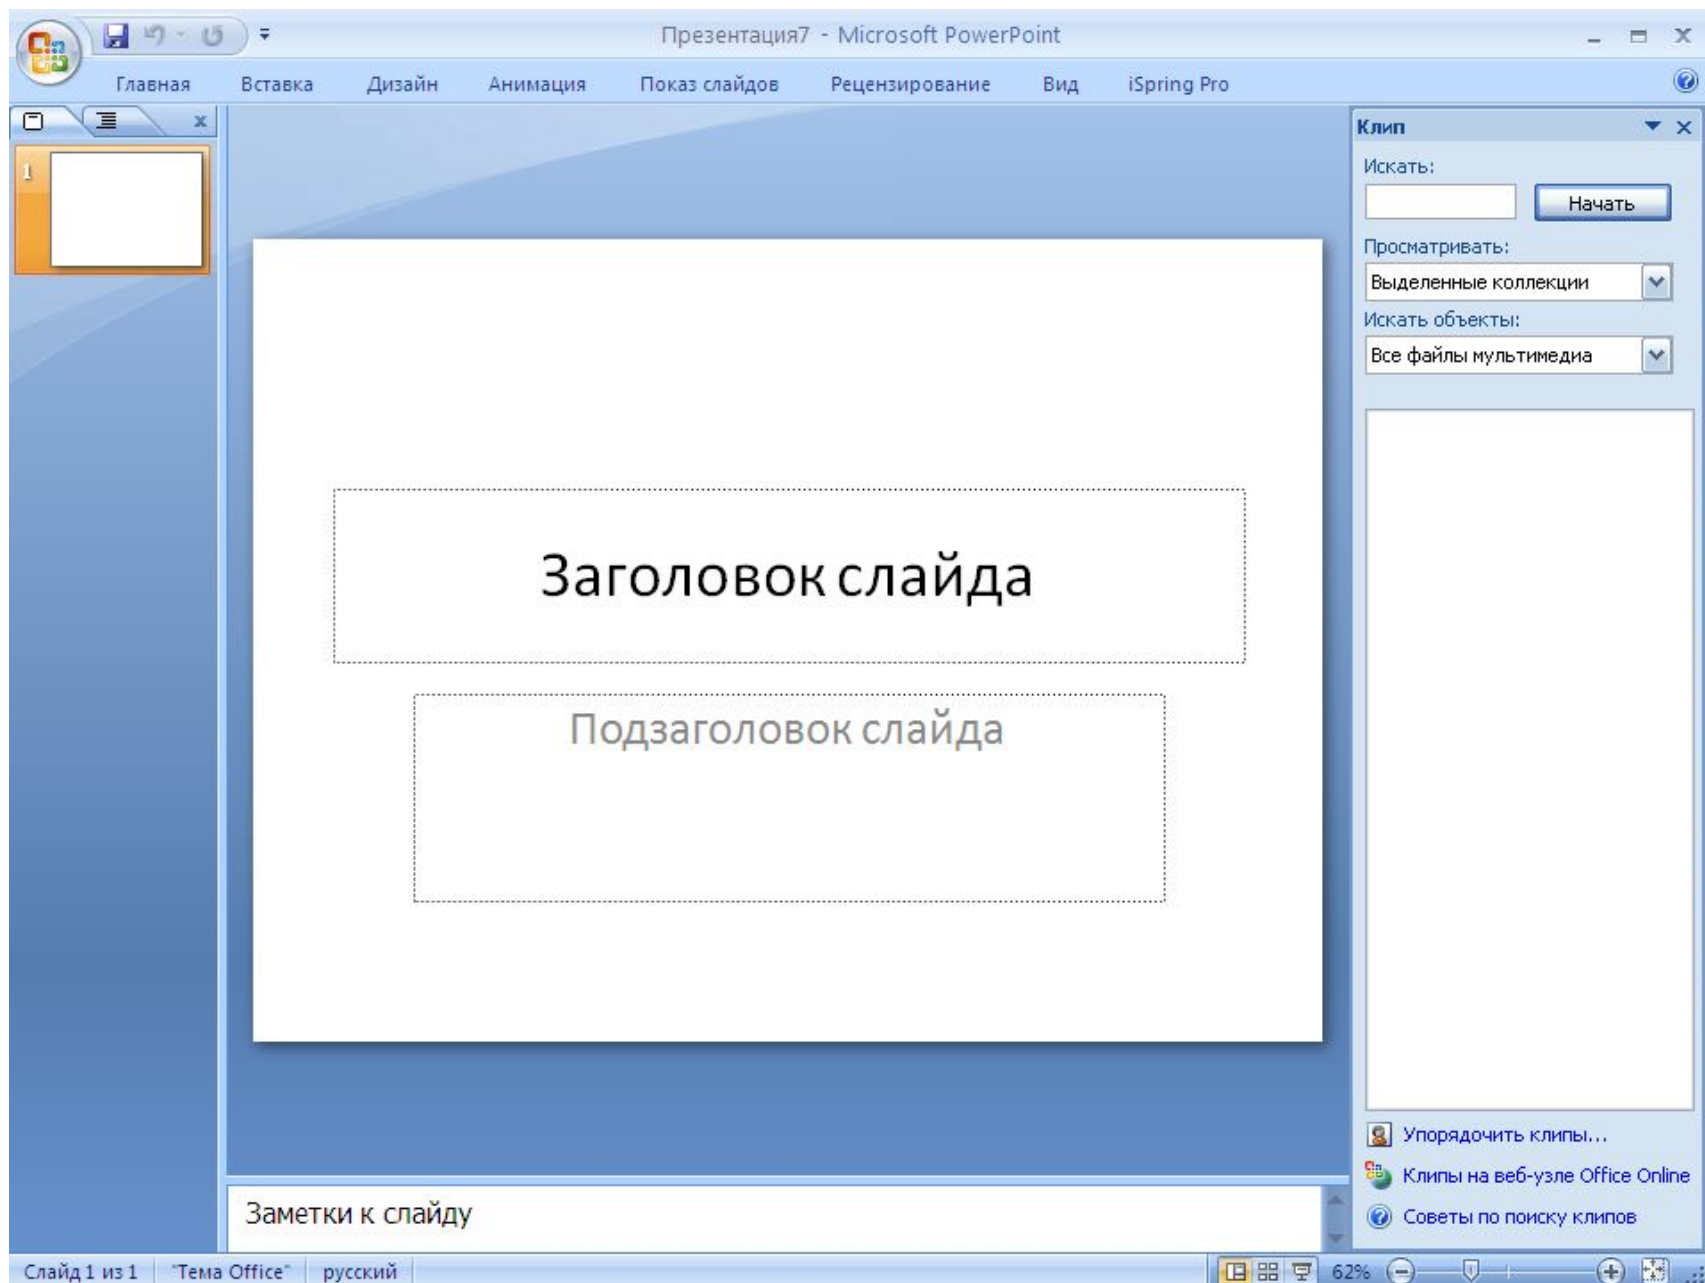 Презентация7 - Microsoft PowerPoint
Главная Вставка Дизайн Анимация Показ слайдов Рецензирование Вид iSpring Pro
1
Заголовок слайда
Подзаголовок слайда
Заметки к слайду
Клип
Искать:
Начать
Просматривать:
Выделенные коллекции
Искать объекты:
Все файлы мультимедиа
Упорядочить клипы...
Клипы на веб-узле Office Online
Советы по поиску клипов
Слайд 1 из 1 "Тема Office" русский 62%